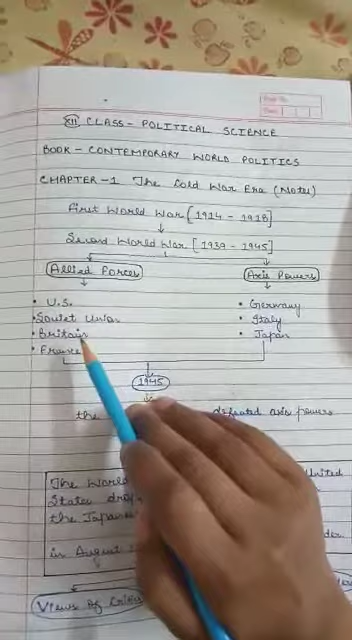 XII CLASS - POLITICAL SCIENCE
BOOK - CONTEMPORARY WORLD POLITICS
CHAPTER-1 The Cold War Era (Notes)
First World War [1914 - 1918]
Second World War [1939 - 1945]
Allied Forces
Axis Powers
• U.S.
• Germany
• Soviet Union
• Italy
• Britain
• Japan
• France
1945
the defeated axis powers
The World United
States
the Japanese
in August
Views of